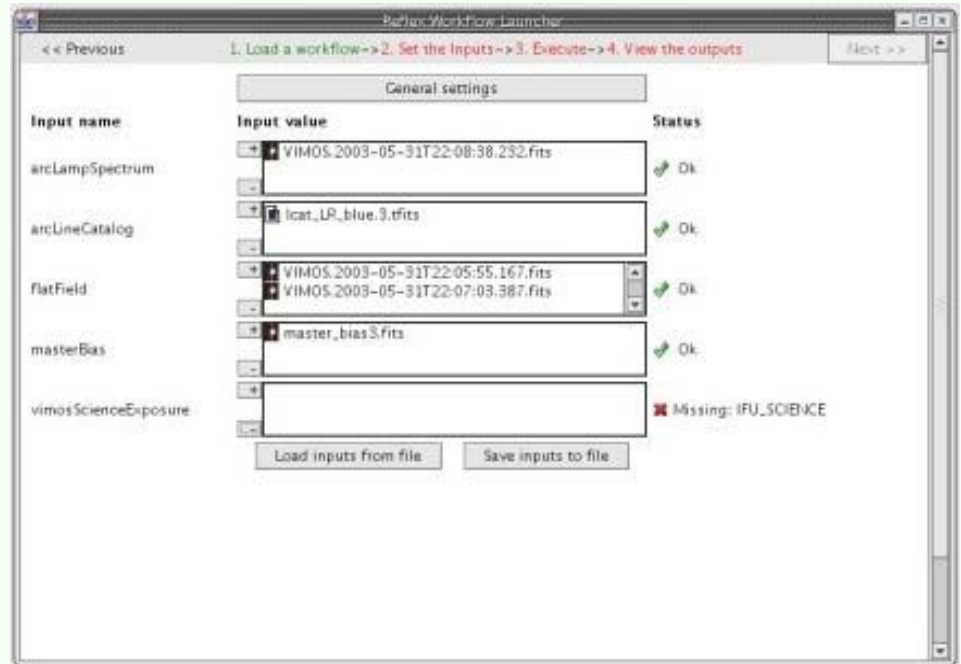 Reflex Workflow Launcher
<< Previous 1. Load a workflow->2. Set the Inputs->3. Execute->4. View the outputs Next >>
General settings
Input name Input value Status
arcLampSpectrum + VIMOS.2003-05-31T22:08:38.232.fits Ok
-
arcLineCatalog + lcat_LR_blue.3.tfits Ok
-
flatField + VIMOS.2003-05-31T22:05:55.167.fits Ok
VIMOS.2003-05-31T22:07:03.387.fits
-
masterBias + master_bias3.fits Ok
-
vimosScienceExposure + Missing: IFU_SCIENCE
-
Load inputs from file Save inputs to file